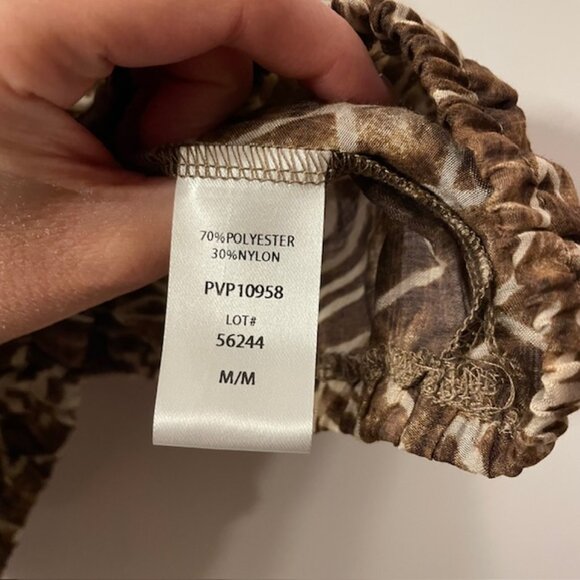 70%POLYESTER
30%NYLON
PVP10958
LOT#
56244
M/M